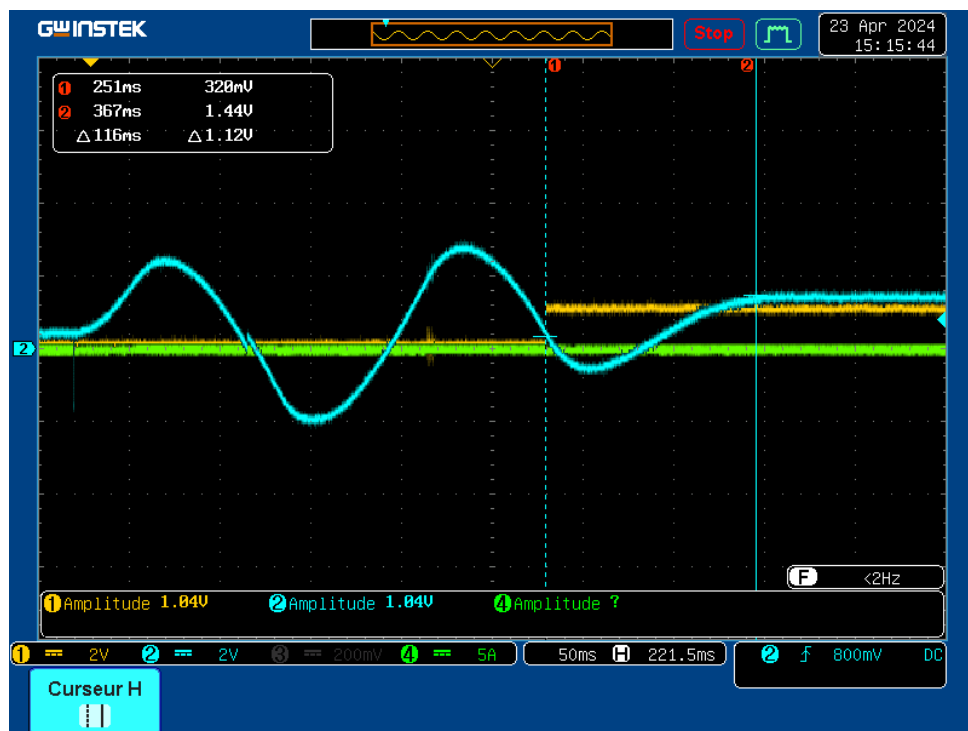 GWINSTEK
Stop
23 Apr 2024
15:15:44
1 251ms 320mV
2 367ms 1.44V
△116ms △1.12V
1
2
2
F <2Hz
1 Amplitude 1.04V 2 Amplitude 1.04V 4 Amplitude ?
1 2V 2 2V 3 200mV 4 5A 50ms H 221.5ms 2 800mV DC
Curseur H